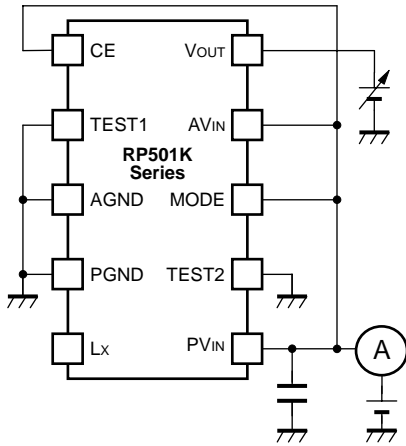 CE
VOUT
TEST1
AVIN
RP501K
Series
AGND
MODE
PGND
TEST2
LX
PVIN
A